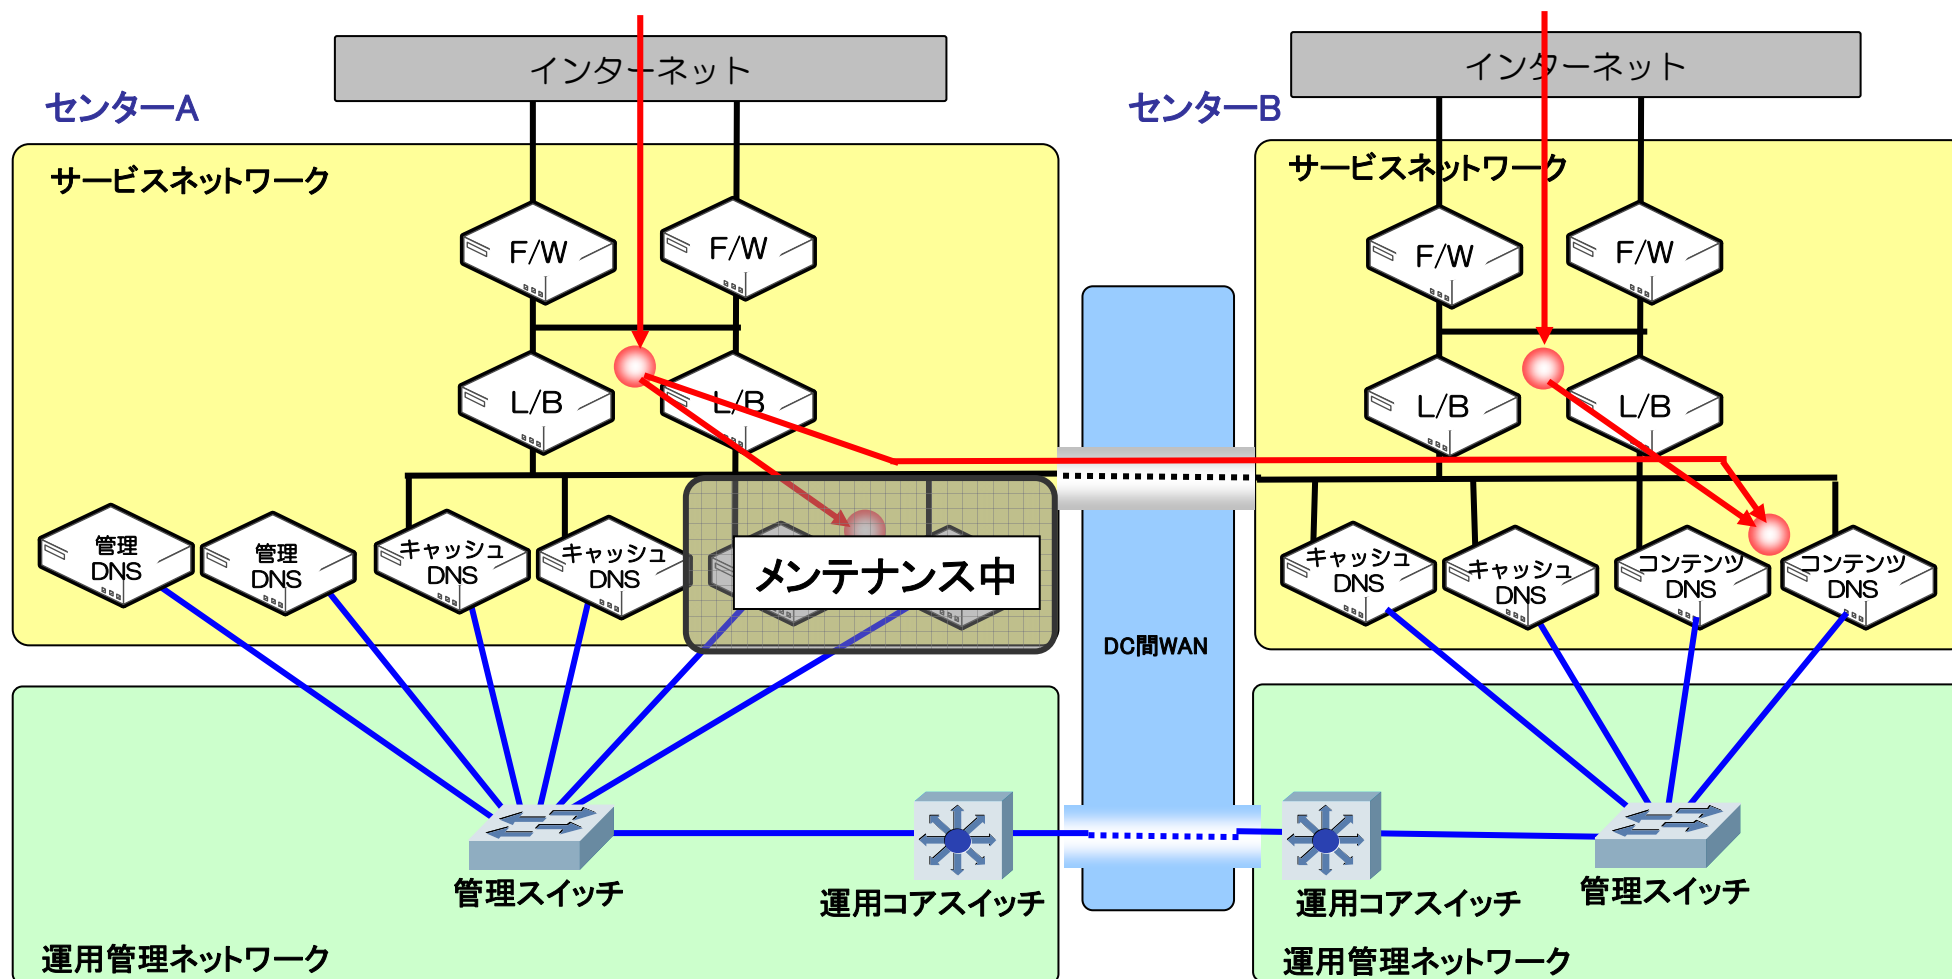 インターネット
インターネット
センターA
センターB
サービスネットワーク
サービスネットワーク
F/W
F/W
F/W
F/W
L/B
L/B
L/B
L/B
管理
DNS
管理
DNS
キャッシュ
DNS
キャッシュ
DNS
メンテナンス中
キャッシュ
DNS
キャッシュ
DNS
コンテンツ
DNS
コンテンツ
DNS
DC間WAN
管理スイッチ
運用コアスイッチ
運用コアスイッチ
管理スイッチ
運用管理ネットワーク
運用管理ネットワーク